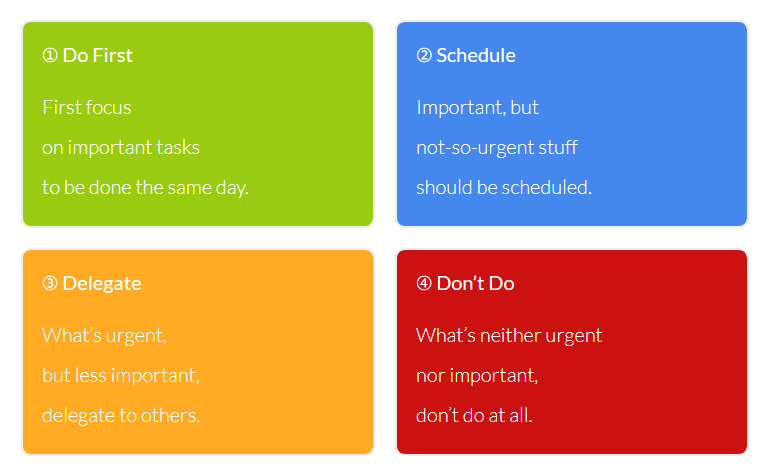 ① Do First
First focus
on important tasks
to be done the same day.
② Schedule
Important, but
not-so-urgent stuff
should be scheduled.
③ Delegate
What’s urgent,
but less important,
delegate to others.
④ Don’t Do
What’s neither urgent
nor important,
don’t do at all.